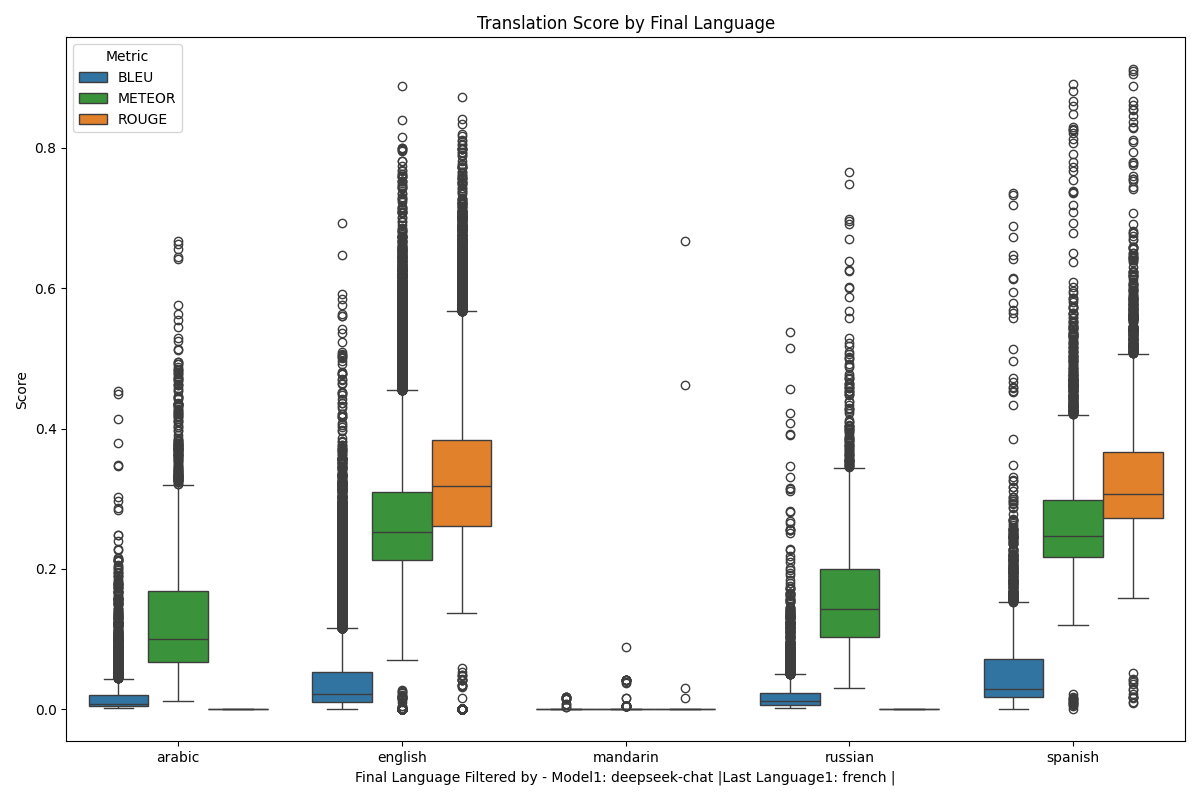 Translation Score by Final Language
Metric
BLEU
METEOR
ROUGE
0.8
0.6
0.4
0.2
0.0
Score
arabic english mandarin russian spanish
Final Language Filtered by - Model1: deepseek-chat |Last Language1: french |